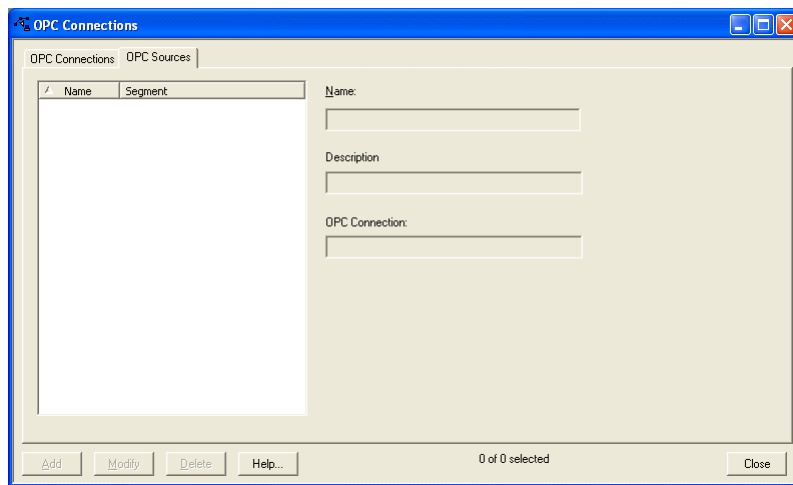 OPC Connections
OPC Connections OPC Sources
Name Segment
Name:
Description
OPC Connection:
Add Modify Delete Help... 0 of 0 selected Close